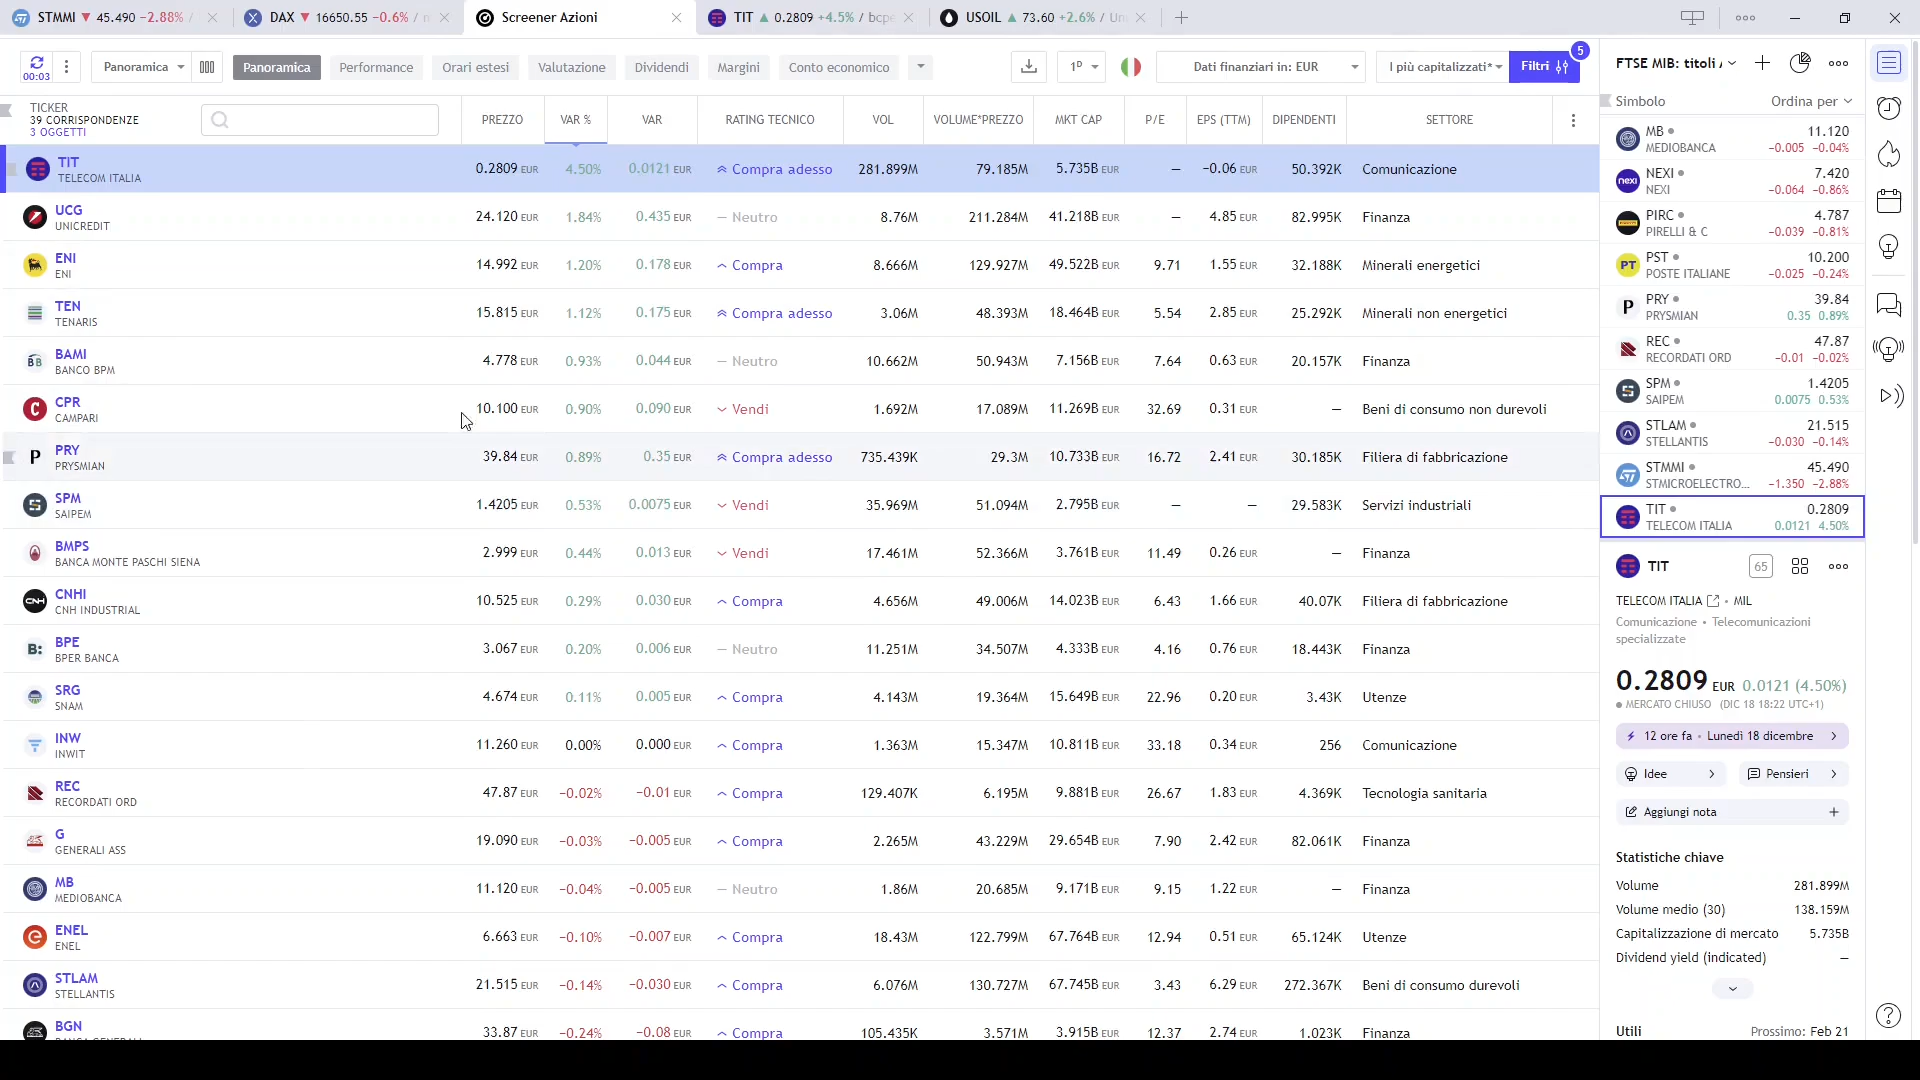 STMMI ▼ 45.490 −2.88% /
DAX ▼ 16650.55 −0.6% /
Screener Azioni
TIT ▲ 0.2809 +4.5% / bcpe
USOIL ▲ 73.60 +2.6% / Un
00:03
Panoramica
Panoramica
Performance
Orari estesi
Valutazione
Dividendi
Margini
Conto economico
1D
Dati finanziari in: EUR
I più capitalizzati*
Filtri
5
TICKER
39 CORRISPONDENZE
3 OGGETTI
PREZZO VAR % VAR RATING TECNICO VOL VOLUME*PREZZO MKT CAP P/E EPS (TTM) DIPENDENTI SETTORE
TIT 0.2809 EUR 4.50% 0.0121 EUR Compra adesso 281.899M 79.185M 5.735B EUR — −0.06 EUR 50.392K Comunicazione
TELECOM ITALIA
UCG 24.120 EUR 1.84% 0.435 EUR — Neutro 8.76M 211.284M 41.218B EUR — 4.85 EUR 82.995K Finanza
UNICREDIT
ENI 14.992 EUR 1.20% 0.178 EUR Compra 8.666M 129.927M 49.522B EUR 9.71 1.55 EUR 32.188K Minerali energetici
ENI
TEN 15.815 EUR 1.12% 0.175 EUR Compra adesso 3.06M 48.393M 18.464B EUR 5.54 2.85 EUR 25.292K Minerali non energetici
TENARIS
BAMI 4.778 EUR 0.93% 0.044 EUR — Neutro 10.662M 50.943M 7.156B EUR 7.64 0.63 EUR 20.157K Finanza
BANCO BPM
CPR 10.100 EUR 0.90% 0.090 EUR Vendi 1.692M 17.089M 11.269B EUR 32.69 0.31 EUR — Beni di consumo non durevoli
CAMPARI
PRY 39.84 EUR 0.89% 0.35 EUR Compra adesso 735.439K 29.3M 10.733B EUR 16.72 2.41 EUR 30.185K Filiera di fabbricazione
PRYSMIAN
SPM 1.4205 EUR 0.53% 0.0075 EUR Vendi 35.969M 51.094M 2.795B EUR — — 29.583K Servizi industriali
SAIPEM
BMPS 2.999 EUR 0.44% 0.013 EUR Vendi 17.461M 52.366M 3.761B EUR 11.49 0.26 EUR — Finanza
BANCA MONTE PASCHI SIENA
CNHI 10.525 EUR 0.29% 0.030 EUR Compra 4.656M 49.006M 14.023B EUR 6.43 1.66 EUR 40.07K Filiera di fabbricazione
CNH INDUSTRIAL
BPE 3.067 EUR 0.20% 0.006 EUR — Neutro 11.251M 34.507M 4.333B EUR 4.16 0.76 EUR 18.443K Finanza
BPER BANCA
SRG 4.674 EUR 0.11% 0.005 EUR Compra 4.143M 19.364M 15.649B EUR 22.96 0.20 EUR 3.43K Utenze
SNAM
INW 11.260 EUR 0.00% 0.000 EUR Compra 1.363M 15.347M 10.811B EUR 33.18 0.34 EUR 256 Comunicazione
INWIT
REC 47.87 EUR −0.02% −0.01 EUR Compra 129.407K 6.195M 9.881B EUR 26.67 1.83 EUR 4.369K Tecnologia sanitaria
RECORDATI ORD
G 19.090 EUR −0.03% −0.005 EUR Compra 2.265M 43.229M 29.654B EUR 7.90 2.42 EUR 82.061K Finanza
GENERALI ASS
MB 11.120 EUR −0.04% −0.005 EUR — Neutro 1.86M 20.685M 9.171B EUR 9.15 1.22 EUR — Finanza
MEDIOBANCA
ENEL 6.663 EUR −0.10% −0.007 EUR Compra 18.43M 122.799M 67.764B EUR 12.94 0.51 EUR 65.124K Utenze
ENEL
STLAM 21.515 EUR −0.14% −0.030 EUR Compra 6.076M 130.727M 67.745B EUR 3.43 6.29 EUR 272.367K Beni di consumo durevoli
STELLANTIS
BGN 33.87 EUR −0.24% −0.08 EUR Compra 105.435K 3.571M 3.915B EUR 12.37 2.74 EUR 1.023K Finanza
FTSE MIB: titoli
Simbolo Ordina per
MB 11.120
MEDIOBANCA −0.005 −0.04%
NEXI 7.420
NEXI −0.064 −0.86%
PIRC 4.787
PIRELLI & C −0.039 −0.81%
PST 10.200
POSTE ITALIANE −0.025 −0.24%
PRY 39.84
PRYSMIAN 0.35 0.89%
REC 47.87
RECORDATI ORD −0.01 −0.02%
SPM 1.4205
SAIPEM 0.0075 0.53%
STLAM 21.515
STELLANTIS −0.030 −0.14%
STMMI 45.490
STMICROELECTRO... −1.350 −2.88%
TIT 0.2809
TELECOM ITALIA 0.0121 4.50%
TIT 65
TELECOM ITALIA • MIL
Comunicazione • Telecomunicazioni
specializzate
0.2809 EUR 0.0121 (4.50%)
MERCATO CHIUSO (DIC 18 18:22 UTC+1)
12 ore fa • Lunedì 18 dicembre
Idee
Pensieri
Aggiungi nota
Statistiche chiave
Volume 281.899M
Volume medio (30) 138.159M
Capitalizzazione di mercato 5.735B
Dividend yield (indicated) —
Utili Prossimo: Feb 21